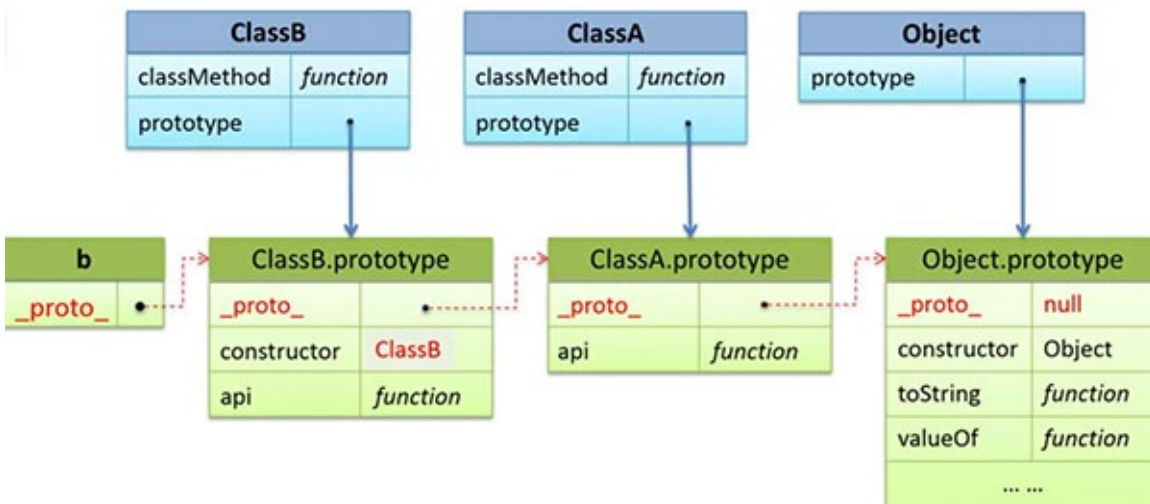 ClassB
classMethod function
prototype
ClassA
classMethod function
prototype
Object
prototype
b
_proto_
ClassB.prototype
_proto_
constructor ClassB
api function
ClassA.prototype
_proto_
api function
Object.prototype
_proto_ null
constructor Object
toString function
valueOf function
... ...